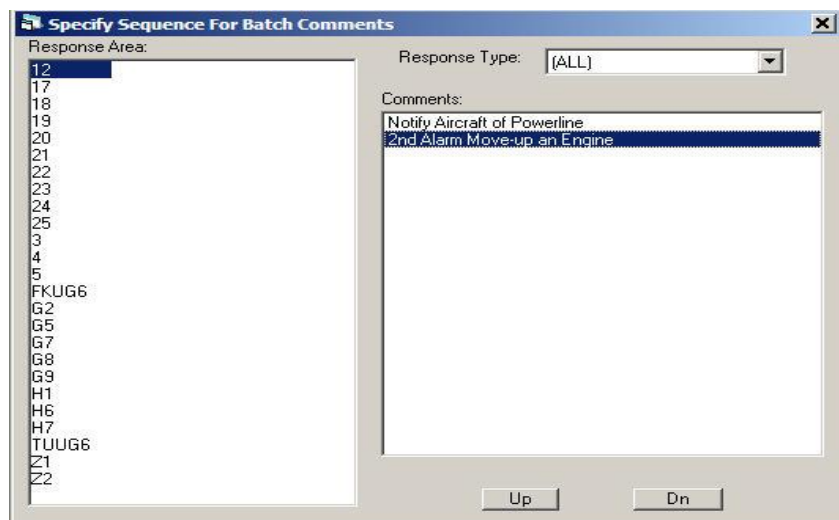 Specify Sequence For Batch Comments
Response Area:
12
17
18
19
20
21
22
23
24
25
3
4
5
FKUG6
G2
G5
G7
G8
G9
H1
H6
H7
TUUG6
Z1
Z2
Response Type: (ALL)
Comments:
Notify Aircraft of Powerline
2nd Alarm Move-up an Engine
Up Dn